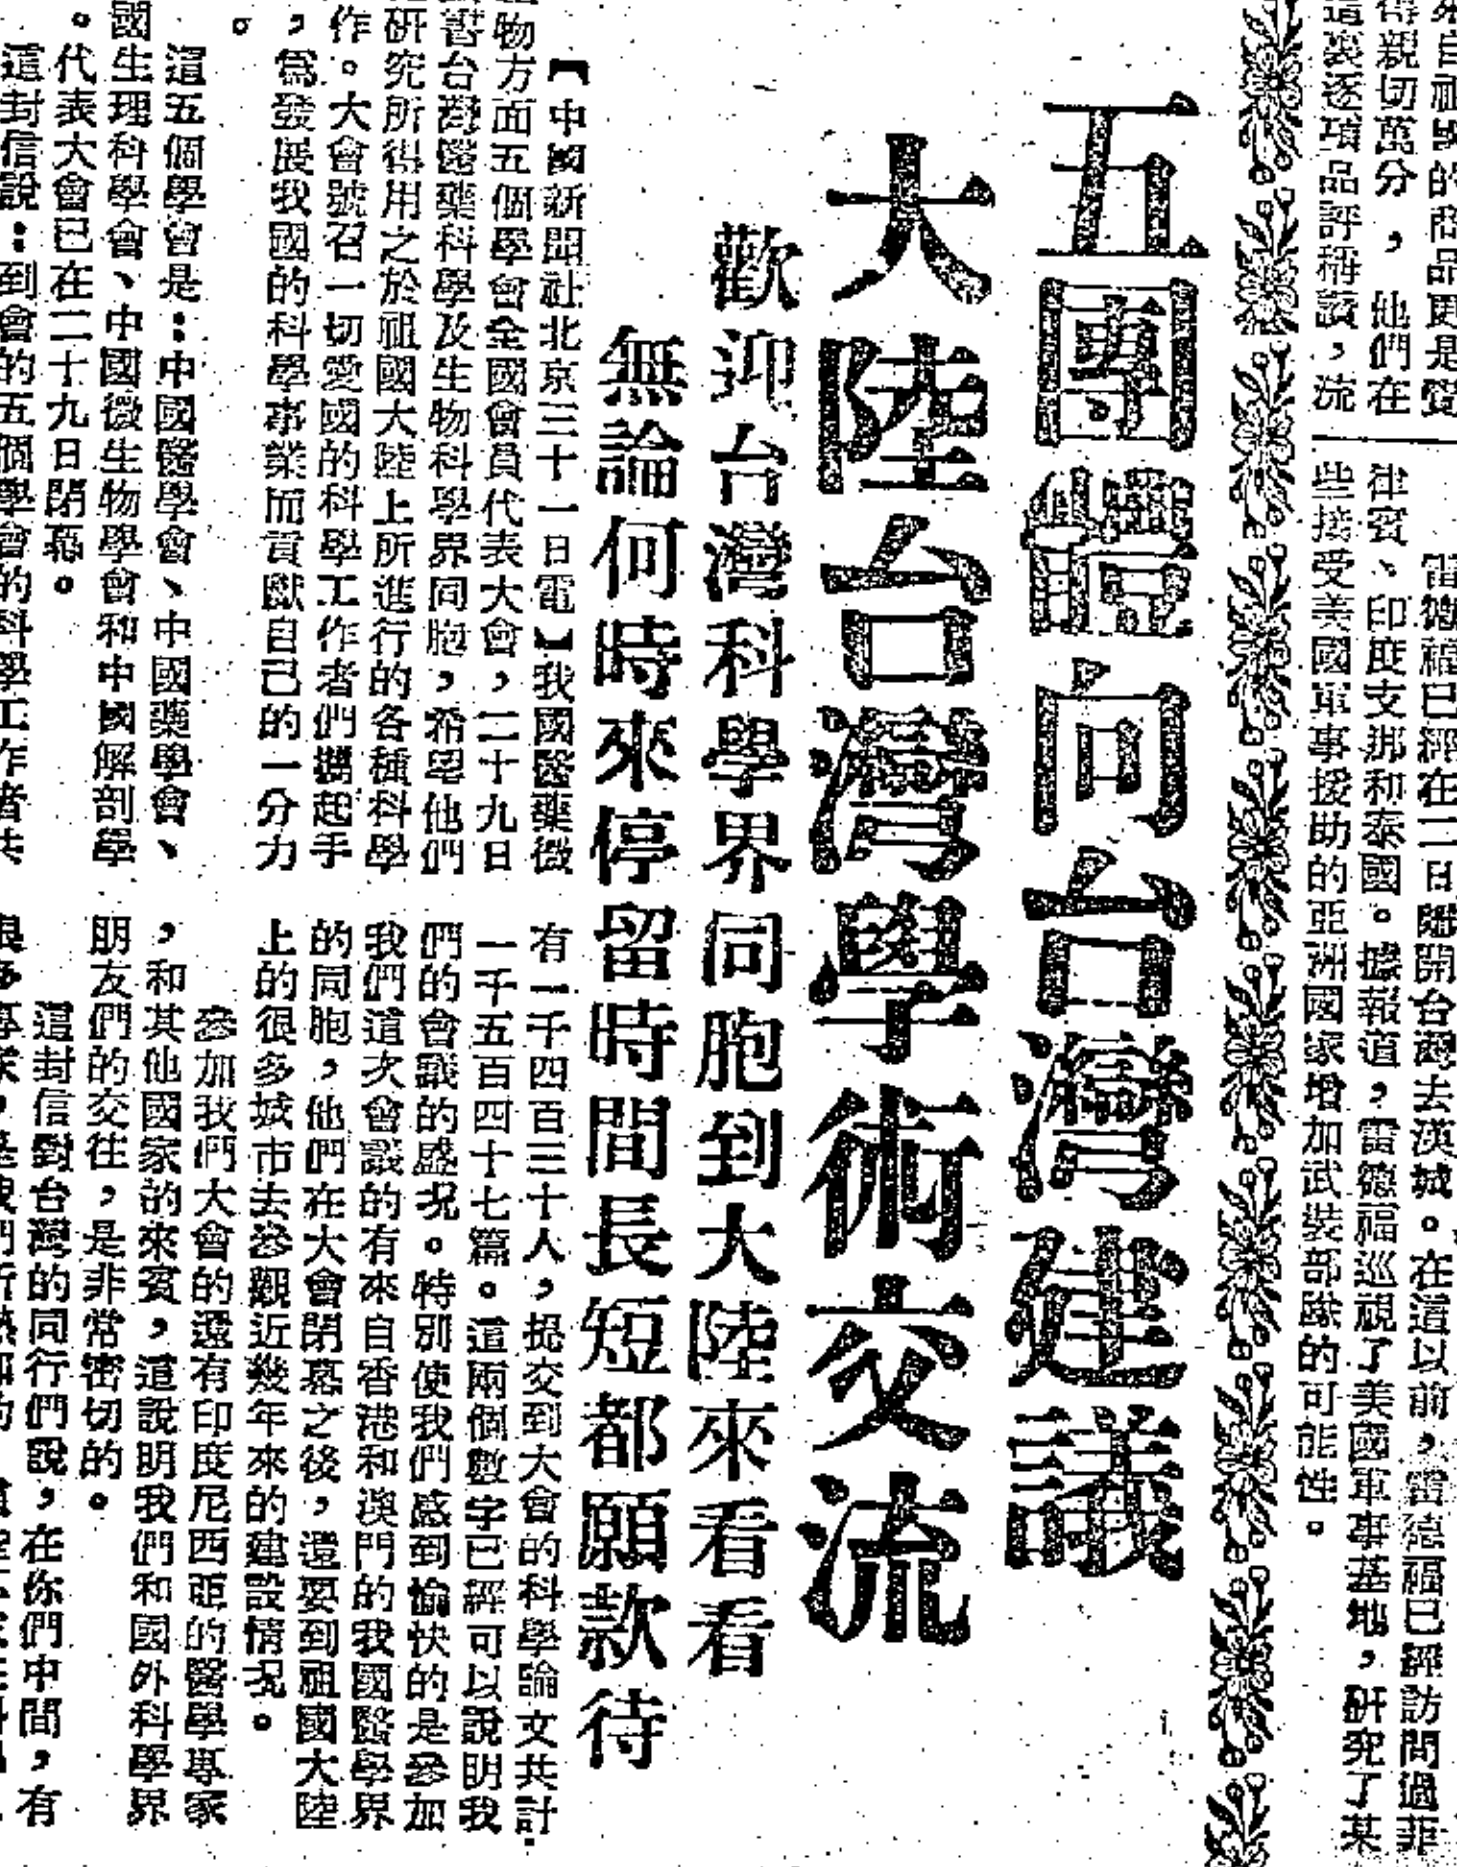 來自祖國的商品更是覺
得親切萬分，他們在
這裏逐項品評稱讚，流
雷德福已經在二日離開台灣去漢城。在這以前，雷德福已經訪問過菲
律賓、印度支那和泰國。據報道，雷德福巡視了美國軍事基地，研究了某
些接受美國軍事援助的亞洲國家增加武裝部隊的可能性。
五團體向台灣建議
大陸台灣學術交流
歡迎台灣科學界同胞到大陸來看看
無論何時來停留時間長短都願款待
【中國新聞社北京三十一日電】我國醫藥微
物方面五個學會全國會員代表大會，二十九日
書台灣醫藥科學及生物科學界同胞，希望他們
研究所得用之於祖國大陸上所進行的各種科學
作。大會號召一切愛國的科學工作者們攜起手
，爲發展我國的科學事業而貢獻自己的一分力
。
這五個學會是：中國醫學會、中國藥學會、
國生理科學會、中國微生物學會和中國解剖學
。代表大會已在二十九日閉幕。
這封信說：到會的五個學會的科學工作者共
有一千四百三十人，提交到大會的科學論文共計
一千五百四十七篇。這兩個數字已經可以說明我
們的會議的盛況。特別使我們感到愉快的是參加
我們這次會議的有來自香港和澳門的我國醫學界
的同胞，他們在大會閉幕之後，還要到祖國大陸
上的很多城市去參觀近幾年來的建設情況。
參加我們大會的還有印度尼西亞的醫學專家
，和其他國家的來賓，這說明我們和國外科學界
朋友們的交往，是非常密切的。
這封信對台灣的同行們說，在你們中間，有